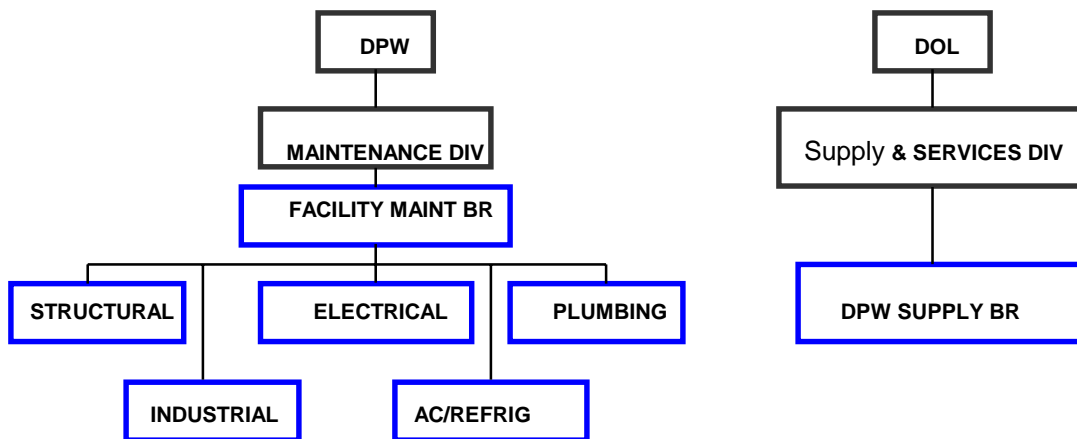 DPW
DOL
MAINTENANCE DIV
Supply & SERVICES DIV
FACILITY MAINT BR
STRUCTURAL
ELECTRICAL
PLUMBING
DPW SUPPLY BR
INDUSTRIAL
AC/REFRIG